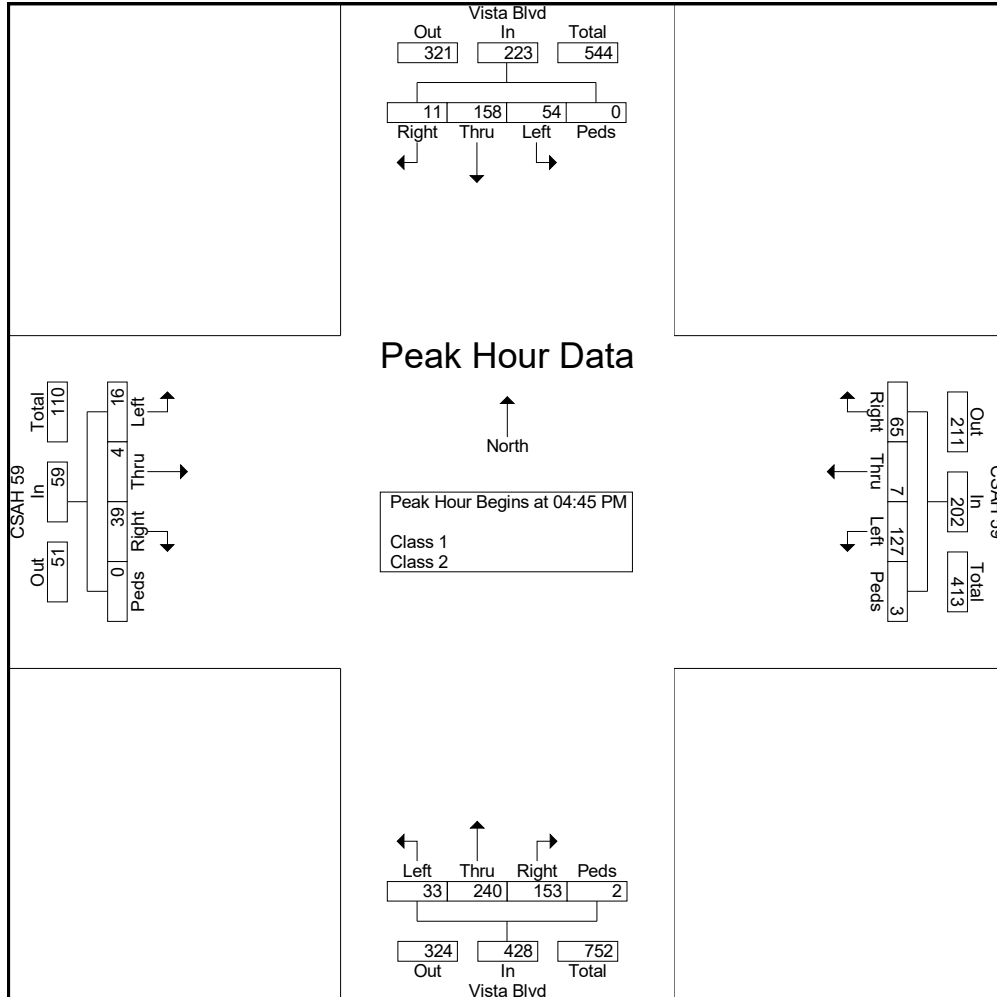 Vista Blvd
Out In Total
321 223 544
11 158 54 0
Right Thru Left Peds
Peak Hour Data
North
Peak Hour Begins at 04:45 PM
Class 1
Class 2
CSAH 59
Total In Out
110 59 51
16 4 39 0
Left Thru Right Peds
Right Thru Left Peds
65 7 127 3
Out In Total
211 202 413
CSAH 59
Left Thru Right Peds
33 240 153 2
324 428 752
Out In Total
Vista Blvd